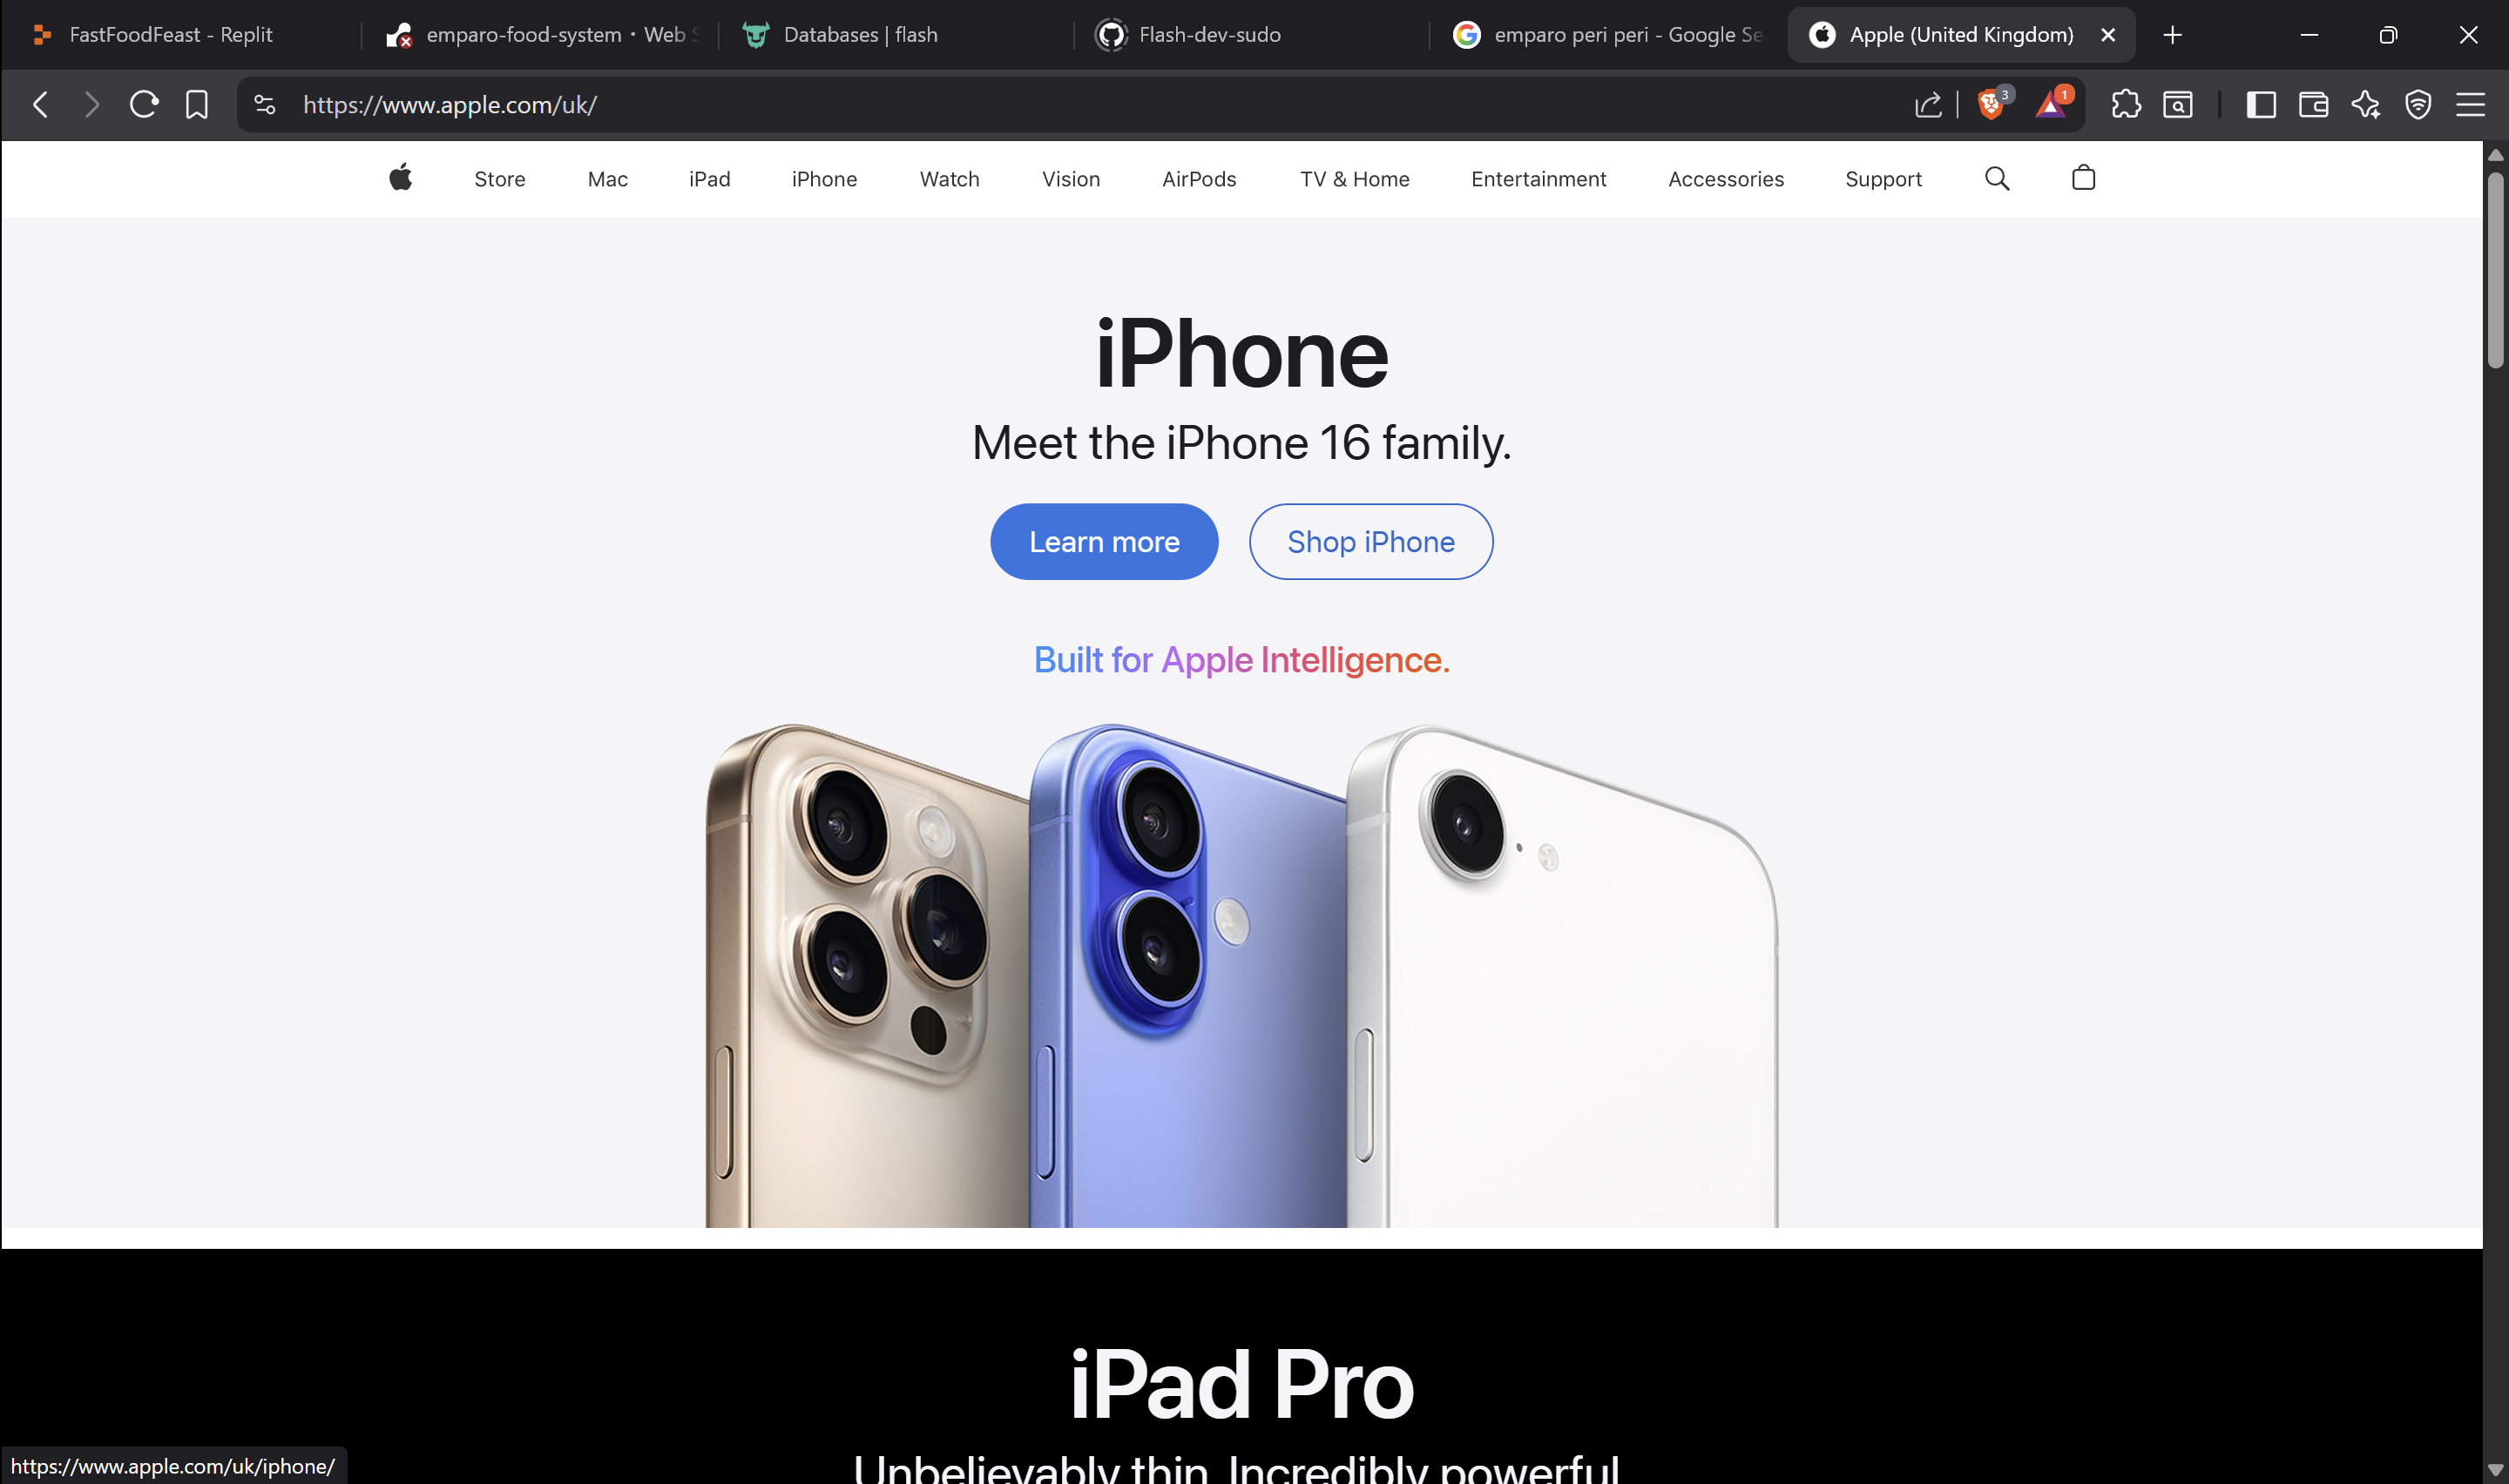 FastFoodFeast - Replit
emparo-food-system • Web S
Databases | flash
Flash-dev-sudo
emparo peri peri - Google Se
Apple (United Kingdom)
https://www.apple.com/uk/
3
1
Store
Mac
iPad
iPhone
Watch
Vision
AirPods
TV & Home
Entertainment
Accessories
Support
iPhone
Meet the iPhone 16 family.
Learn more
Shop iPhone
Built for Apple Intelligence.
iPad Pro
Unbelievably thin. Incredibly powerful
https://www.apple.com/uk/iphone/